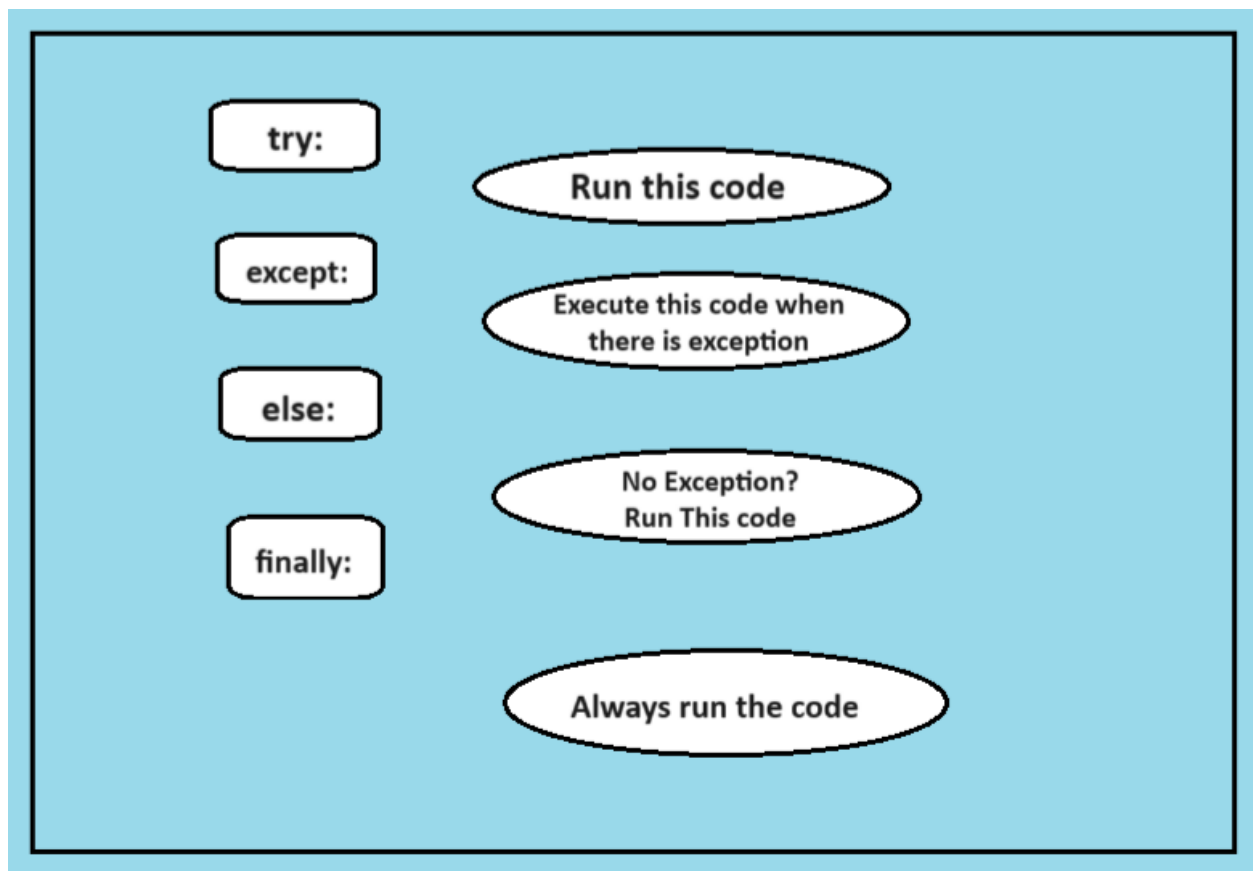 try:
Run this code
except:
Execute this code when
there is exception
else:
No Exception?
Run This code
finally:
Always run the code